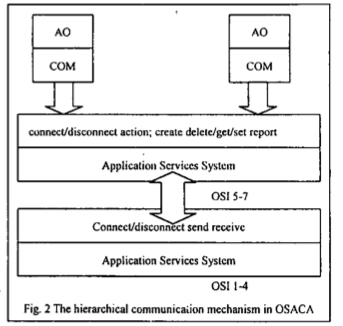 AO AO
COM COM
connect/disconnect action; create delete/get/set report
Application Services System
OSI 5-7
Connect/disconnect send receive
Application Services System
OSI 1-4
Fig. 2 The hierarchical communication mechanism in OSACA